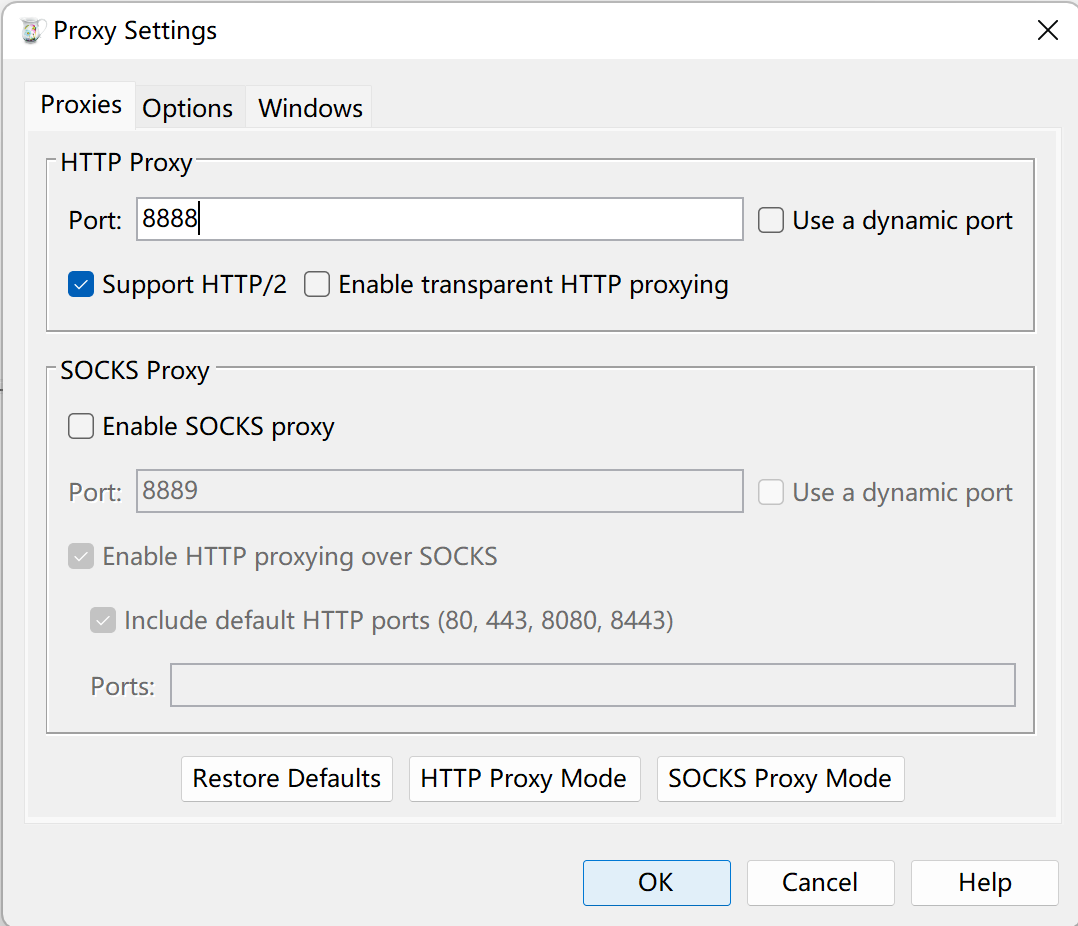 Proxy Settings
Proxies Options Windows
HTTP Proxy
Port: 8888 Use a dynamic port
Support HTTP/2 Enable transparent HTTP proxying
SOCKS Proxy
Enable SOCKS proxy
Port: 8889 Use a dynamic port
Enable HTTP proxying over SOCKS
Include default HTTP ports (80, 443, 8080, 8443)
Ports:
Restore Defaults HTTP Proxy Mode SOCKS Proxy Mode
OK Cancel Help